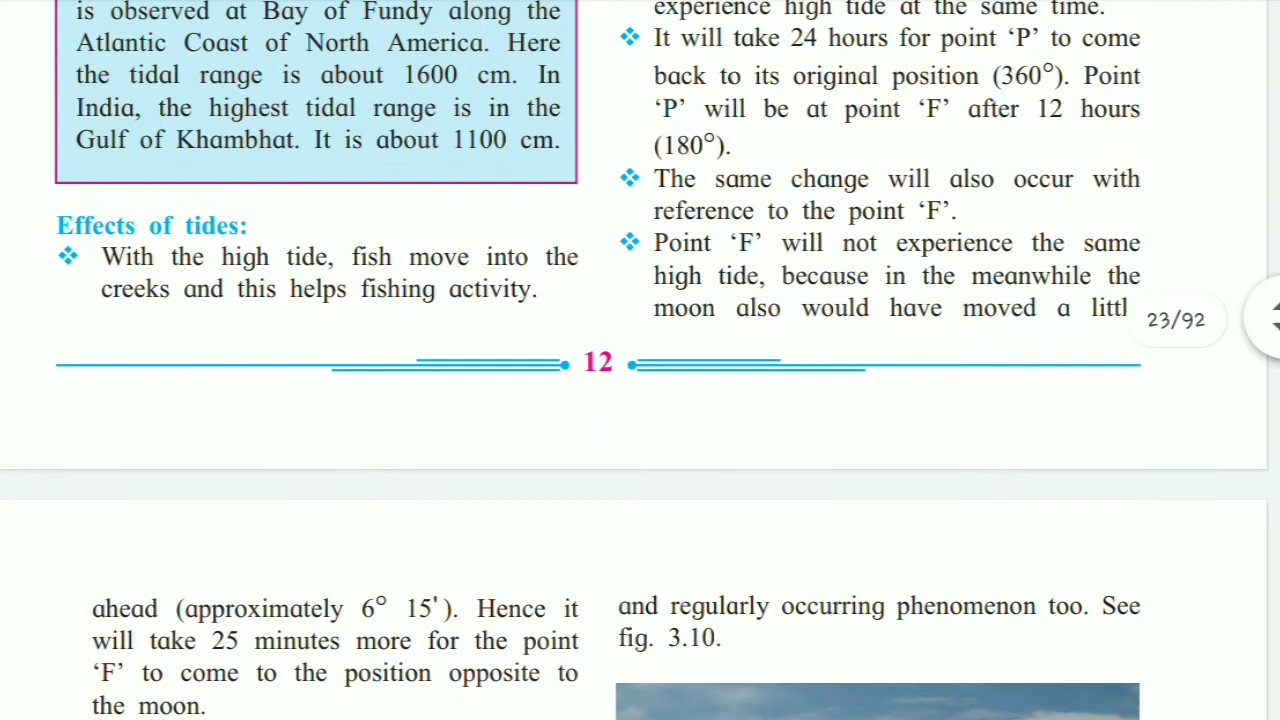 is observed at Bay of Fundy along the
Atlantic Coast of North America. Here
the tidal range is about 1600 cm. In
India, the highest tidal range is in the
Gulf of Khambhat. It is about 1100 cm.
Effects of tides:
❖ With the high tide, fish move into the
creeks and this helps fishing activity.
experience high tide at the same time.
❖ It will take 24 hours for point ‘P’ to come
back to its original position (360°). Point
‘P’ will be at point ‘F’ after 12 hours
(180°).
❖ The same change will also occur with
reference to the point ‘F’.
❖ Point ‘F’ will not experience the same
high tide, because in the meanwhile the
moon also would have moved a littl
23/92
12
ahead (approximately 6° 15'). Hence it
will take 25 minutes more for the point
‘F’ to come to the position opposite to
the moon.
and regularly occurring phenomenon too. See
fig. 3.10.